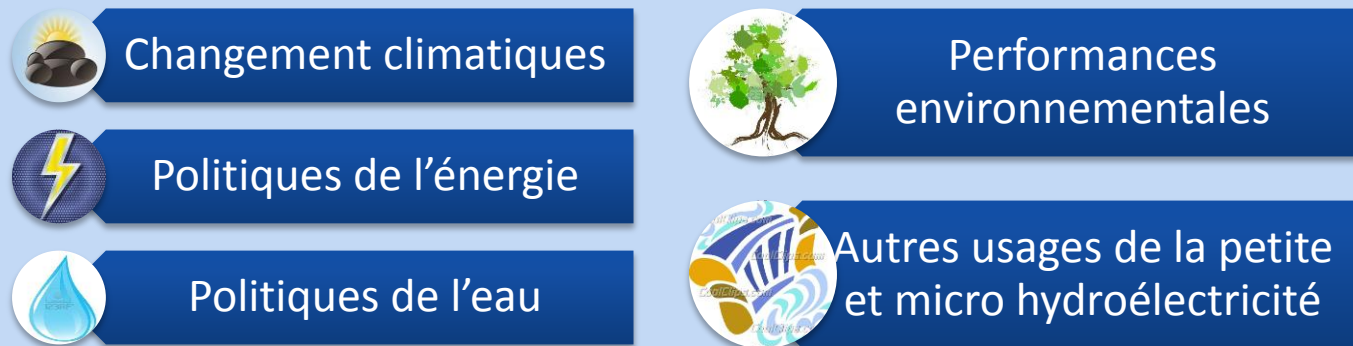 Changement climatiques
Politiques de l’énergie
Politiques de l’eau
Performances
environnementales
Autres usages de la petite
et micro hydroélectricité